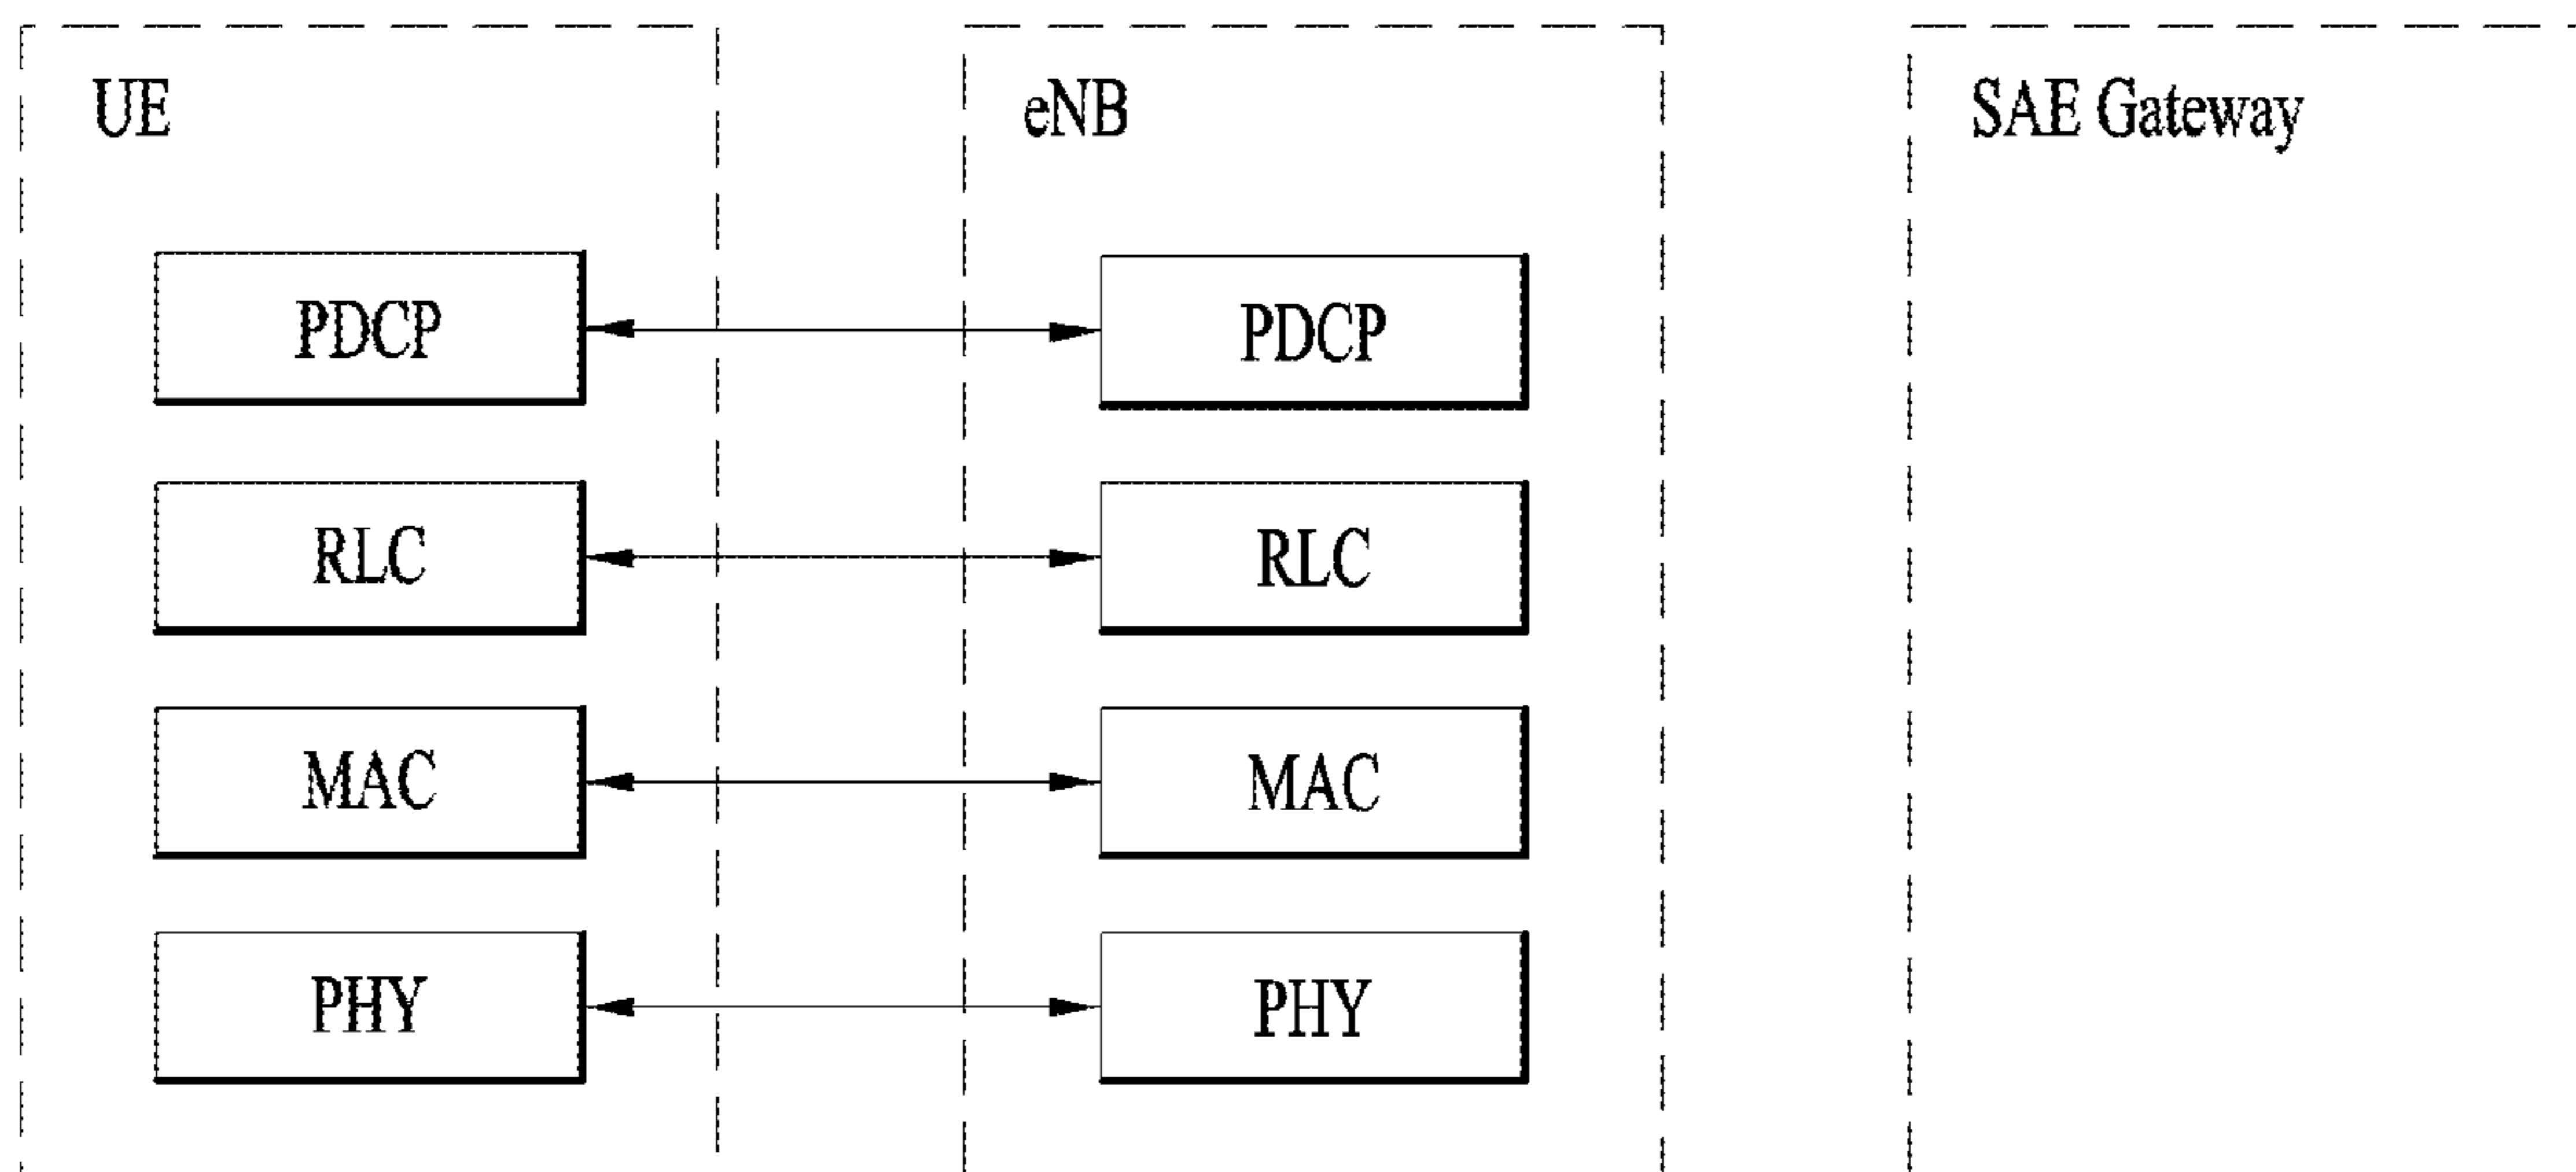 UE
eNB
SAE Gateway
PDCP
PDCP
RLC
RLC
MAC
MAC
PHY
PHY